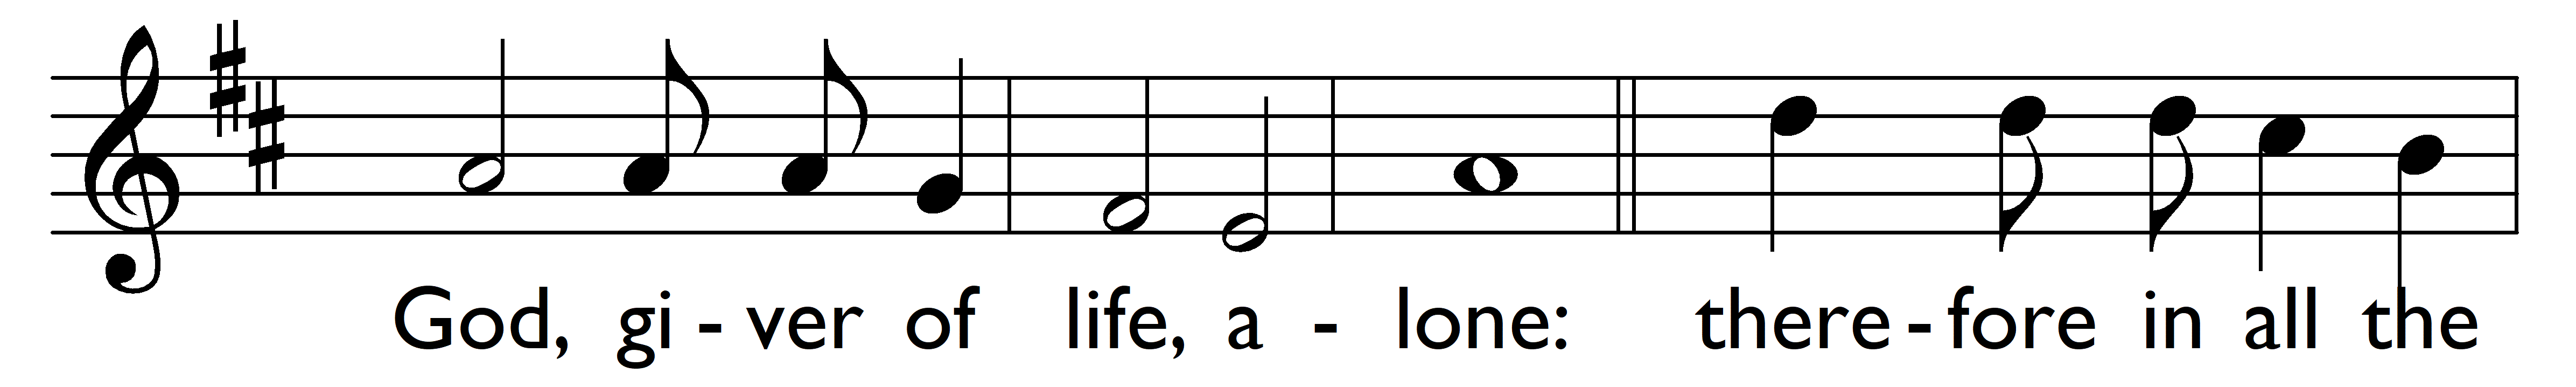 God, gi - ver of life, a - lone: there - fore in all the